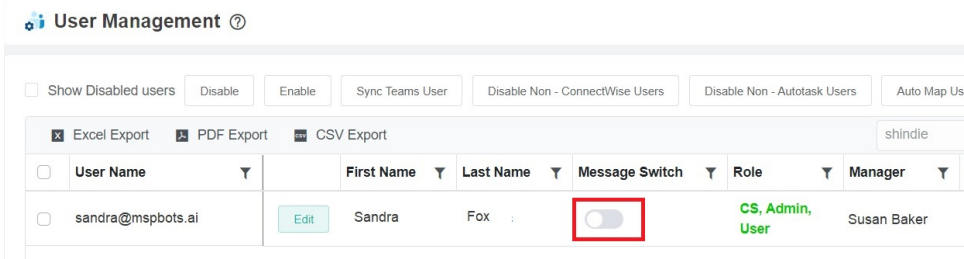 User Management
Show Disabled users Disable Enable Sync Teams User Disable Non - ConnectWise Users Disable Non - Autotask Users Auto Map Us
Excel Export PDF Export CSV Export shindie
User Name First Name Last Name Message Switch Role Manager
sandra@mspbots.ai Edit Sandra Fox CS, Admin, Susan Baker
User